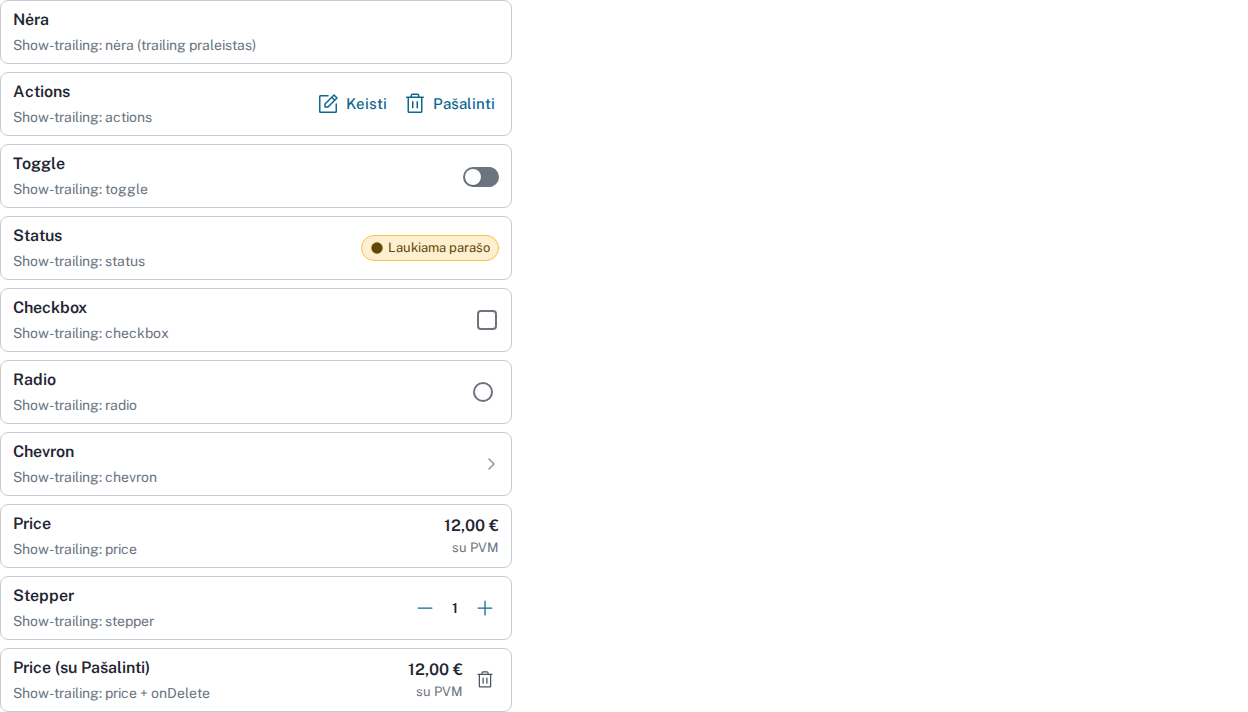 Nėra
Show-trailing: nėra (trailing praleistas)
Actions
Show-trailing: actions
Keisti
Pašalinti
Toggle
Show-trailing: toggle
Status
Show-trailing: status
Laukiama parašo
Checkbox
Show-trailing: checkbox
Radio
Show-trailing: radio
Chevron
Show-trailing: chevron
Price
Show-trailing: price
12,00 €
su PVM
Stepper
Show-trailing: stepper
1
Price (su Pašalinti)
Show-trailing: price + onDelete
12,00 €
su PVM